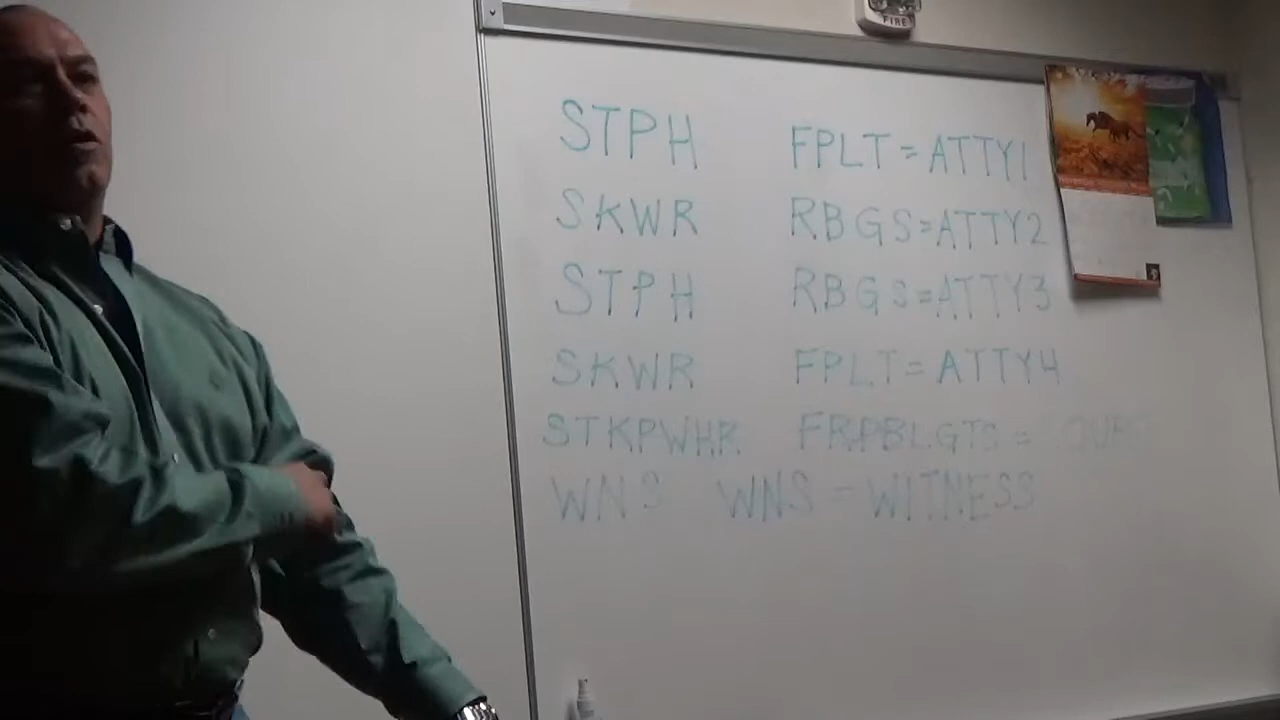 FIRE
STPH FPLT = ATTY1
SKWR RBGS = ATTY2
STPH RBGS = ATTY3
SKWR FPLT = ATTY4
STKPWHR FRPBLGTS =
WNS WNS - WITNESS